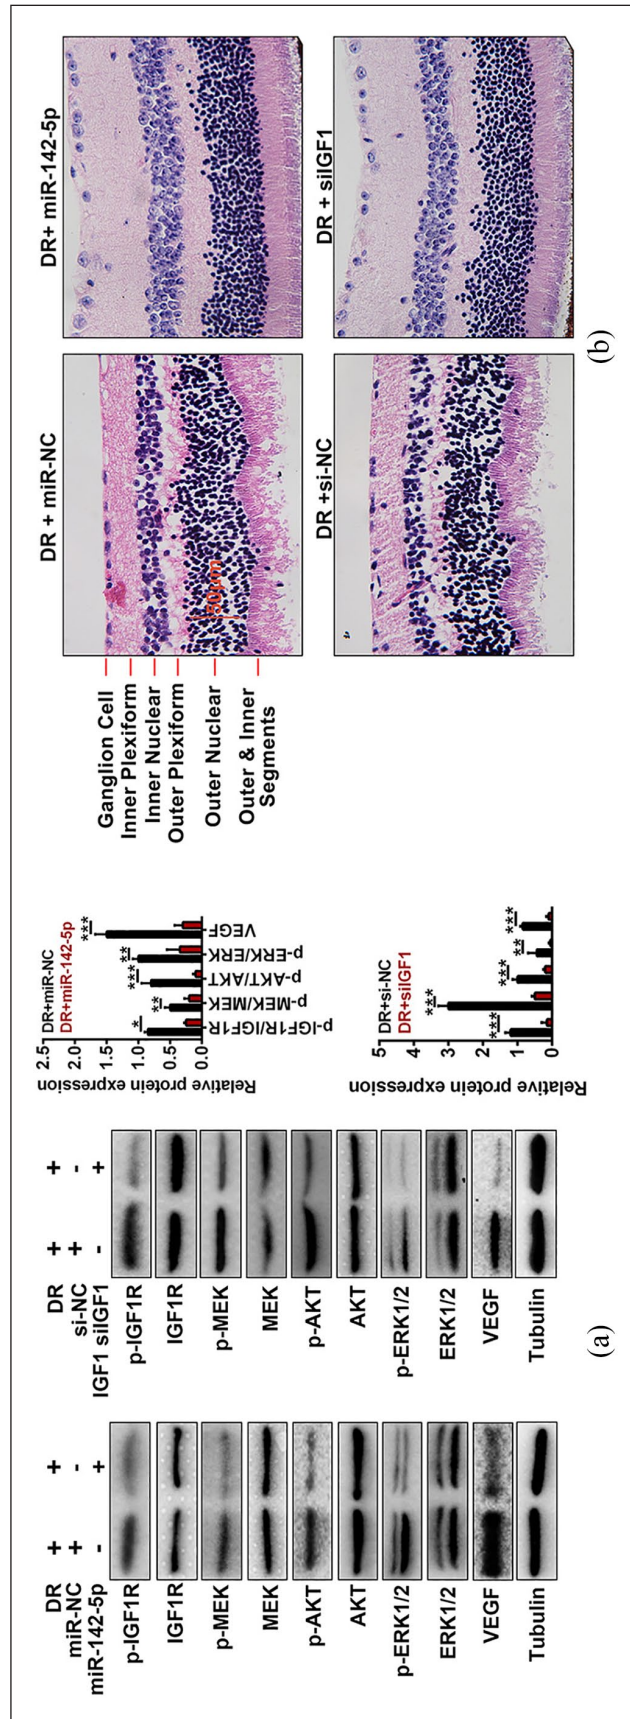 DR + +
miR-NC + -
miR-142-5p - +
p-IGF1R
IGF1R
p-MEK
MEK
p-AKT
AKT
p-ERK1/2
ERK1/2
VEGF
Tubulin
DR + +
si-NC + -
IGF1 siIGF1 - +
p-IGF1R
IGF1R
p-MEK
MEK
p-AKT
AKT
p-ERK1/2
ERK1/2
VEGF
Tubulin
DR+miR-NC
DR+miR-142-5p
Relative protein expression
2.5
2.0
1.5
1.0
0.5
0.0
* ** *** ** ***
p-IGF1R/IGF1R
p-MEK/MEK
p-AKT/AKT
p-ERK/ERK
VEGF
DR+si-NC
DR+siIGF1
Relative protein expression
5
4
3
2
1
0
*** *** *** ** ***
(a)
DR + miR-NC
DR+ miR-142-5p
Ganglion Cell
Inner Plexiform
Inner Nuclear
Outer Plexiform
Outer Nuclear
Outer & Inner
Segments
50μm
DR +si-NC
DR + siIGF1
(b)